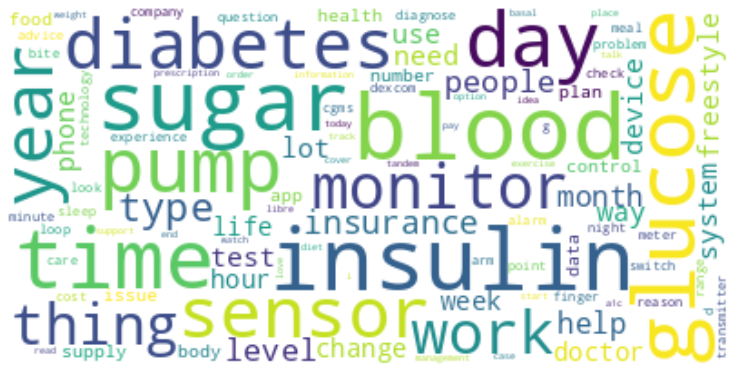 food
company
question
health
diagnose
basal
place
weight
advice
bite
prescription
order
information
meal
talk
problem
diabetes
use
need
day
number
dexcom
option
idea
check
people
plan
year
phone
technology
sugar
cgms
experience
today
track
blood
g
device
freestyle
glucose
pump
lot
cover
tandem
pay
exercise
control
look
minute
sleep
loop
support
type
app
libre
monitor
month
system
way
care
end
watch
life
insurance
diet
alarm
night
meter
time
test
hour
love
insulin
arm
data
point
switch
range
d
transmitter
cost
issue
i
week
start
finger
a1c
reason
thing
sensor
work
help
read
supply
body
level
change
management
case
doctor